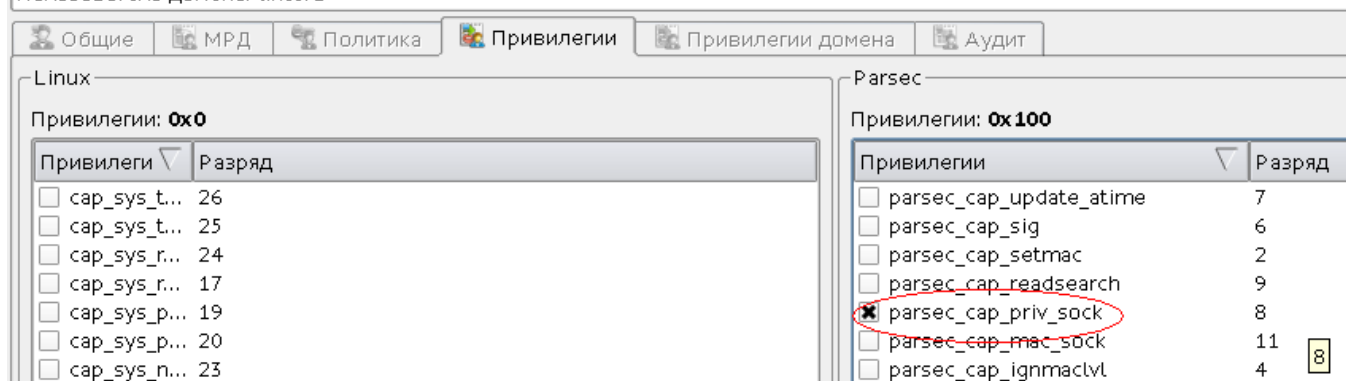 Общие МРД Политика Привилегии Привилегии домена Аудит
Linux
Привилегии: 0x0
Привилеги Разряд
cap_sys_t... 26
cap_sys_t... 25
cap_sys_r... 24
cap_sys_r... 17
cap_sys_p... 19
cap_sys_p... 20
cap_sys_n... 23
Parsec
Привилегии: 0x100
Привилегии Разряд
parsec_cap_update_atime 7
parsec_cap_sig 6
parsec_cap_setmac 2
parsec_cap_readsearch 9
parsec_cap_priv_sock 8
parsec_cap_mac_sock 11
parsec_cap_ignmaclvl 4
8